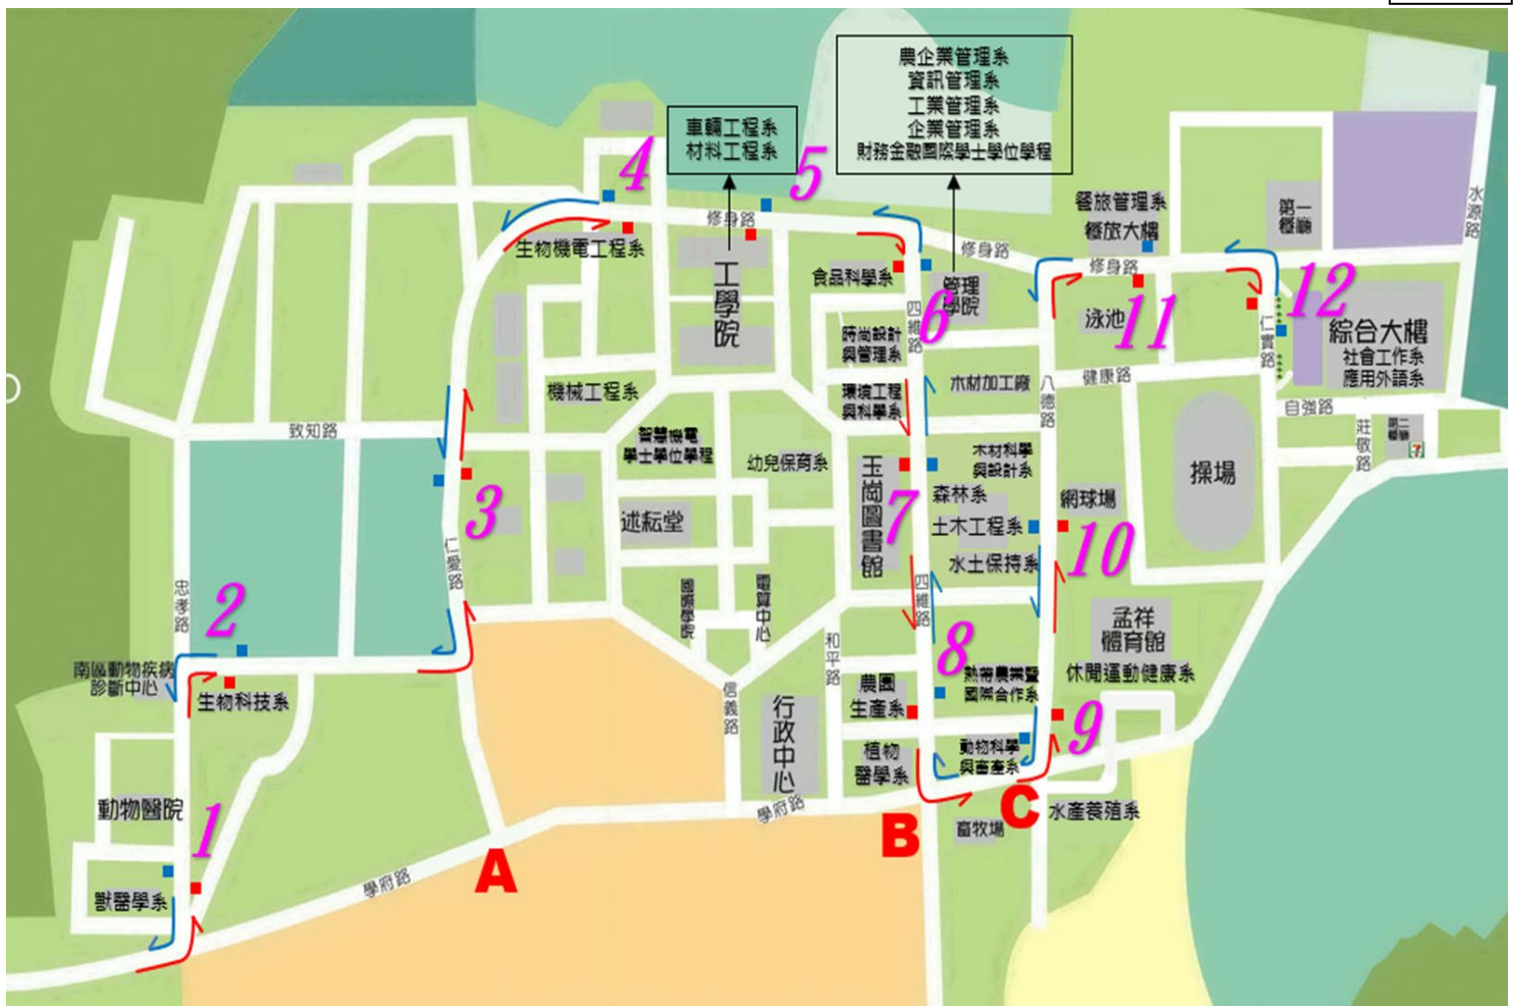 農企業管理系
資訊管理系
工業管理系
企業管理系
財務金融國際學士學位學程
車輛工程系
材料工程系
4
5
餐旅管理系
餐旅大樓
第一
餐廳
水源路
修身路
生物機電工程系
修身路
修身路
工學院
食品科學系
管理
學院
6
泳池
11
12
仁實路
綜合大樓
社會工作系
應用外語系
四維路
時尚設計
與管理系
機械工程系
環境工程
與科學系
木材加工廠
八德路
健康路
自強路
莊敬路
第二
餐廳
7
致知路
智慧機電
學士學位學程
幼兒保育系
玉崗圖書館
7
木材科學
與設計系
森林系
土木工程系
水土保持系
網球場
操場
3
述耘堂
10
仁愛路
忠孝路
2
國際學院
電算中心
四維路
8
和平路
孟祥
體育館
休閒運動健康系
南區動物疾病
診斷中心
生物科技系
信義路
行政中心
農園
生產系
熱帶農業暨
國際合作系
9
植物
醫學系
動物科學
與畜產系
動物醫院
1
學府路
A
B
C
畜牧場
水產養殖系
獸醫學系
學府路